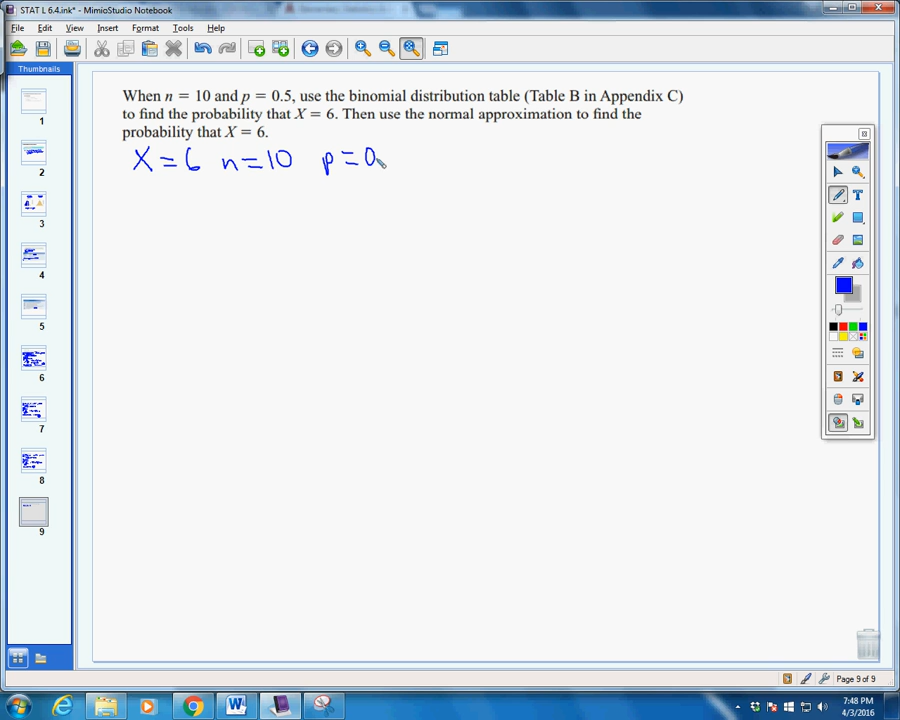 STAT L 6.4.ink* - MimioStudio Notebook
File Edit View Insert Format Tools Help
Thumbnails
1
2
3
4
5
6
7
8
9
When n = 10 and p = 0.5, use the binomial distribution table (Table B in Appendix C)
to find the probability that X = 6. Then use the normal approximation to find the
probability that X = 6.
X = 6 n = 10 p = 0
T
Page 9 of 9
W
7:48 PM
4/3/2016